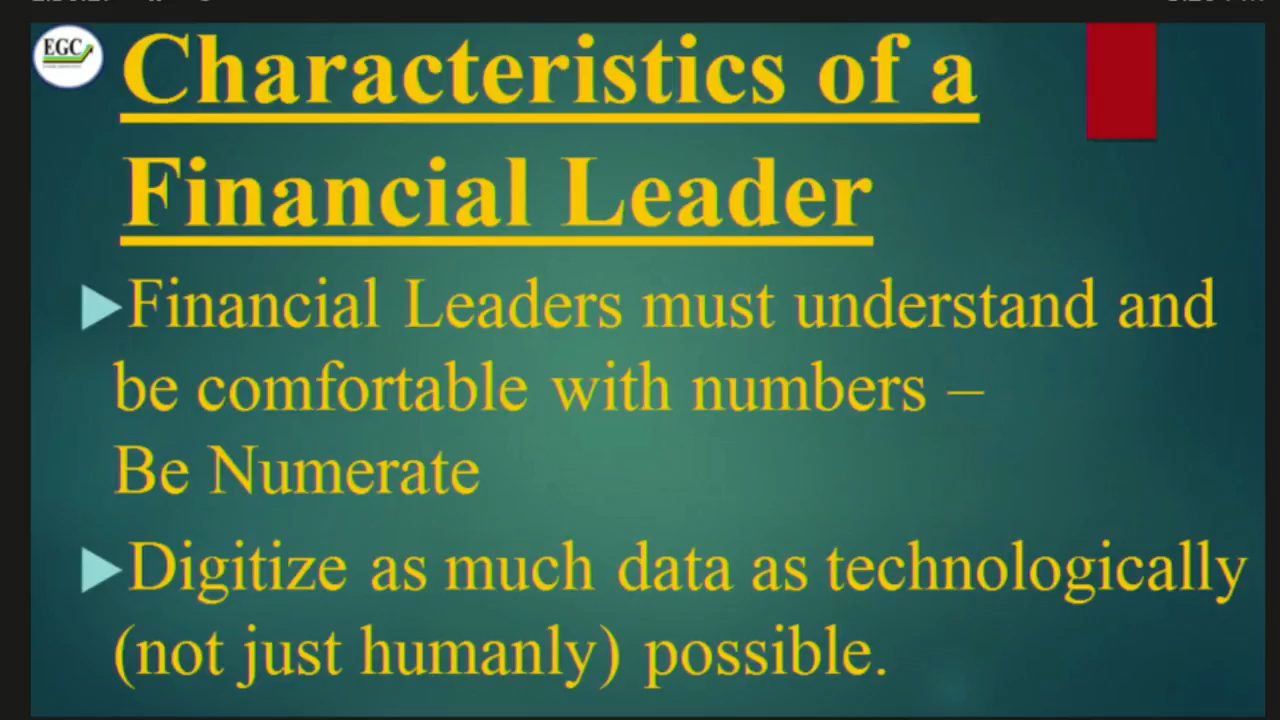 EGC
Characteristics of a
Financial Leader
Financial Leaders must understand and
be comfortable with numbers –
Be Numerate
Digitize as much data as technologically
(not just humanly) possible.